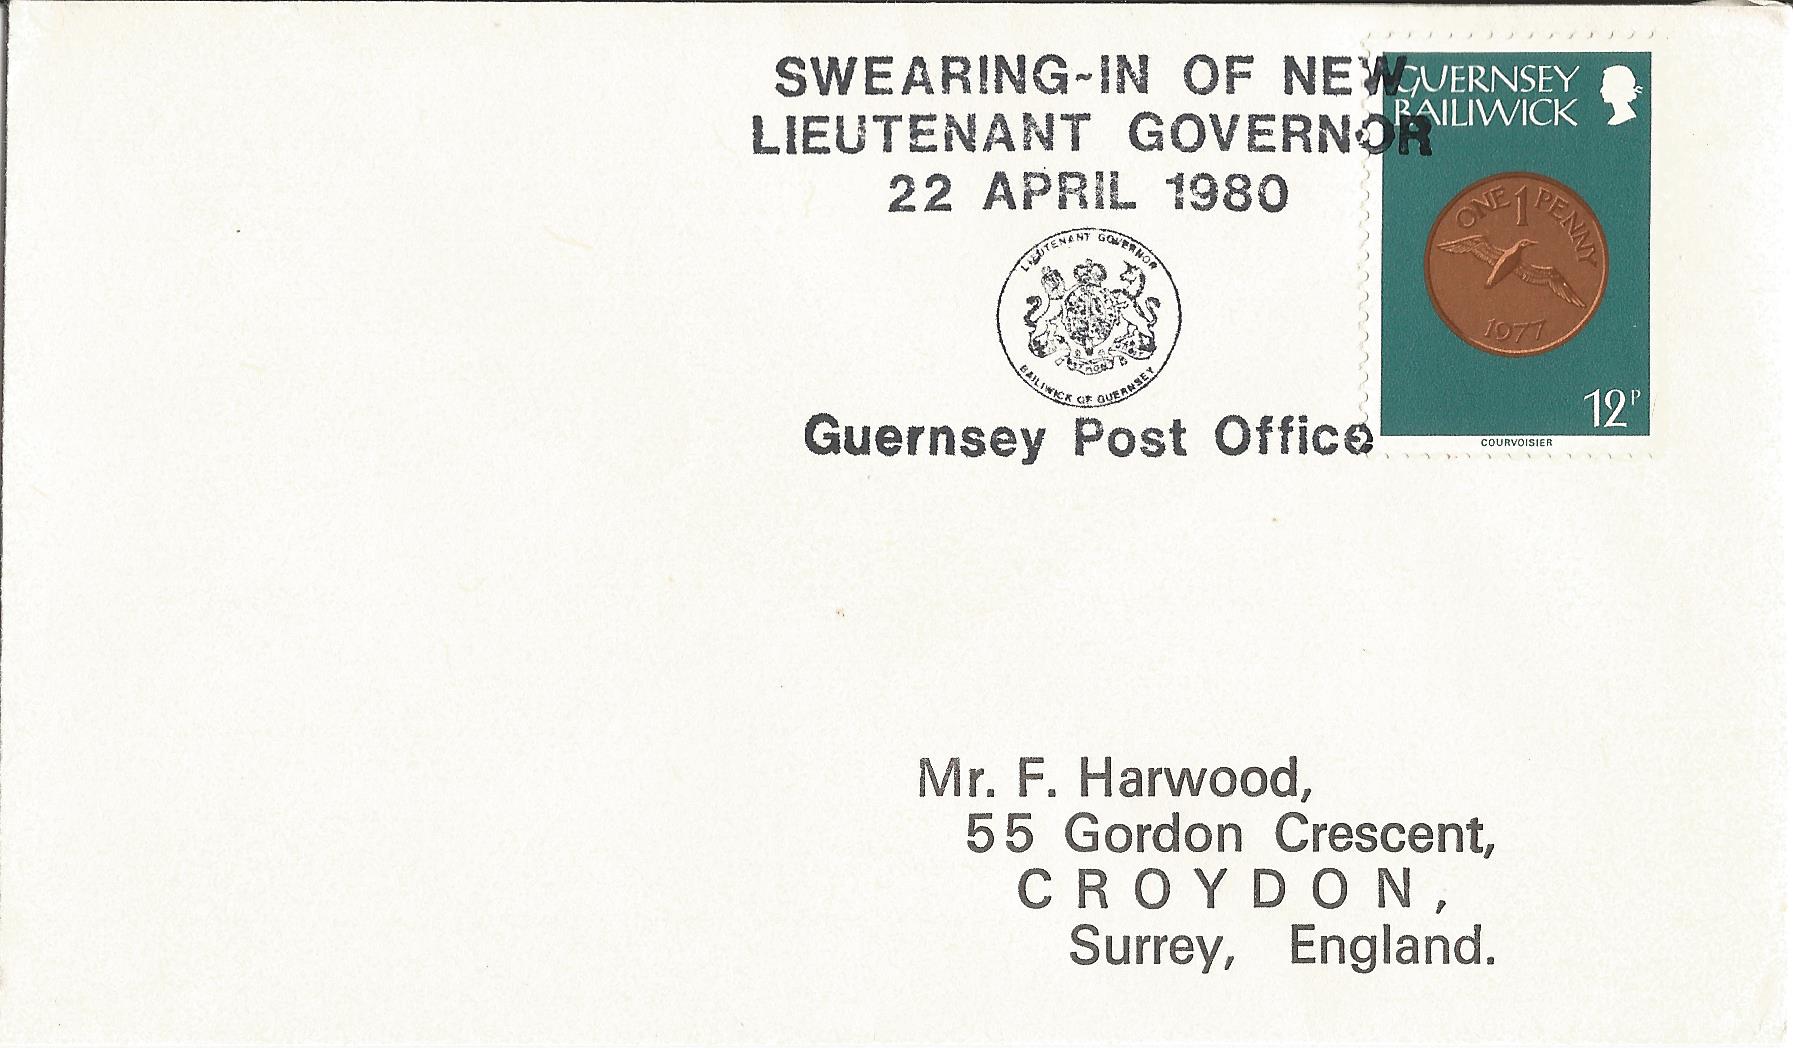 SWEARING-IN OF NEW
LIEUTENANT GOVERNOR
22 APRIL 1980
LIEUTENANT GOVERNOR
BAILIWICK OF GUERNSEY
Guernsey Post Office
GUERNSEY
BAILIWICK
ONE 1 PENNY
1977
12P
COURVOISIER
Mr. F. Harwood,
55 Gordon Crescent,
CROYDON,
Surrey, England.